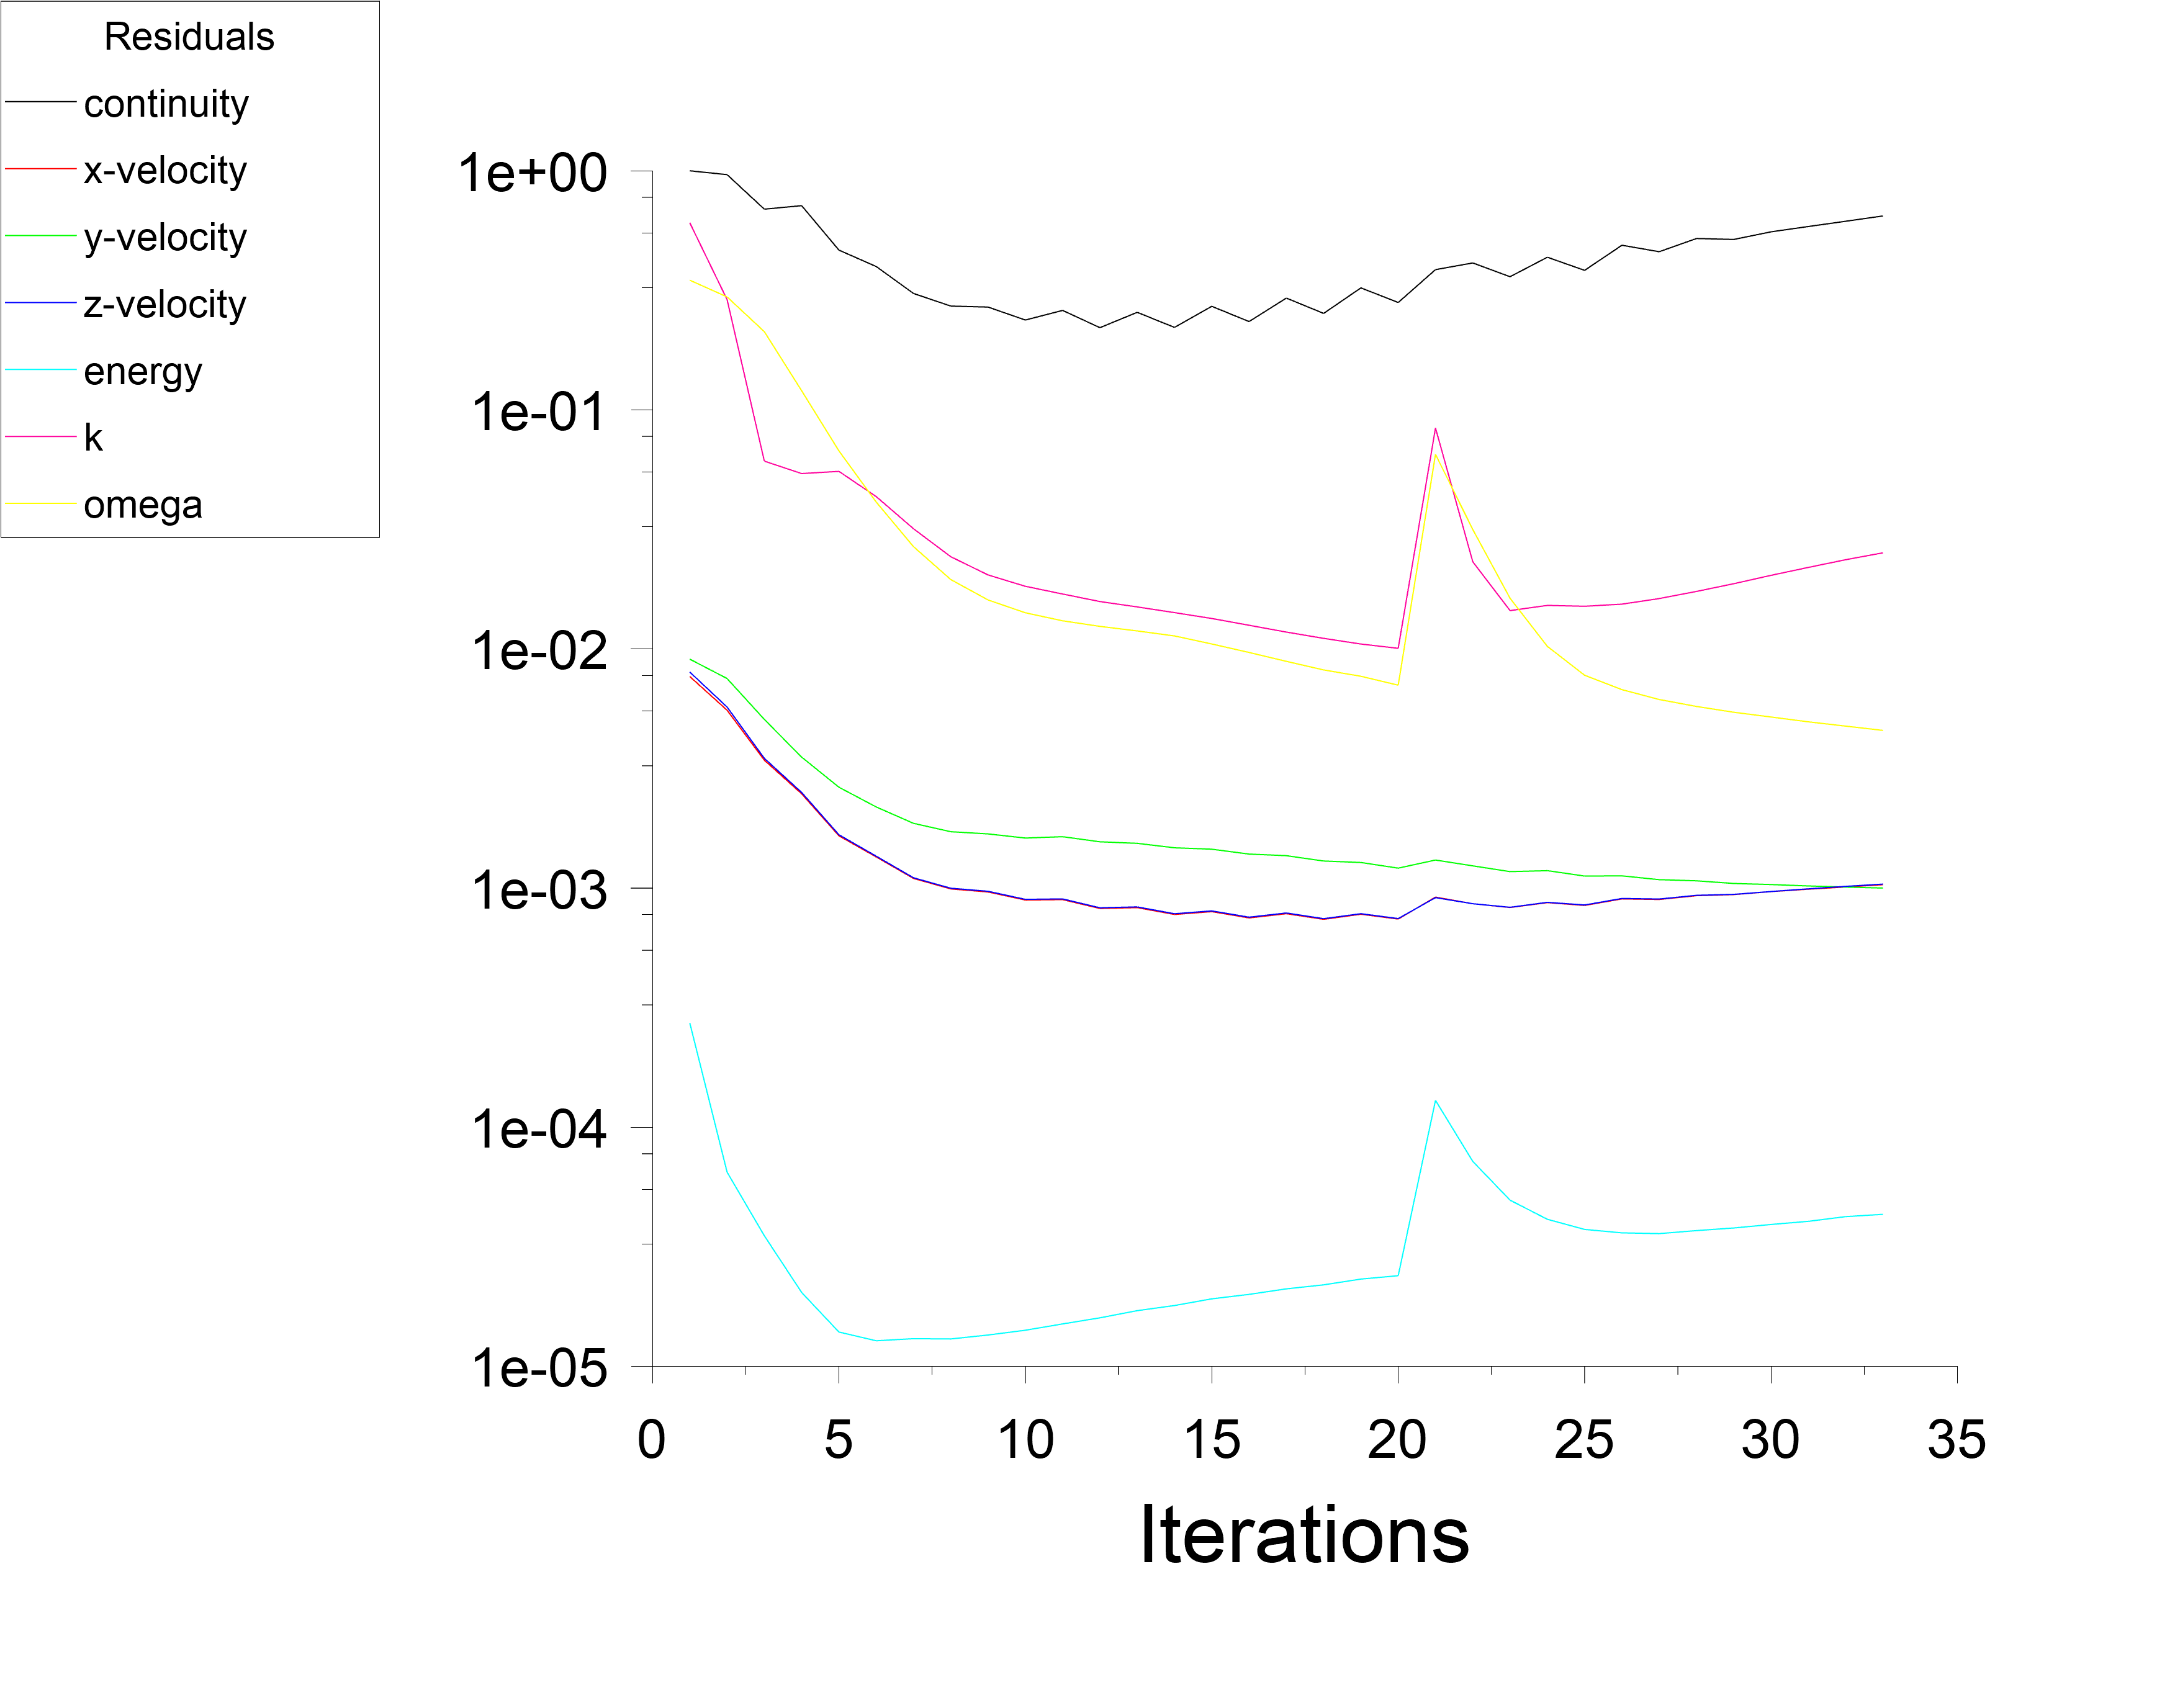 Residuals
continuity
x-velocity
y-velocity
z-velocity
energy
k
omega
1e+00
1e-01
1e-02
1e-03
1e-04
1e-05
0 5 10 15 20 25 30 35
Iterations